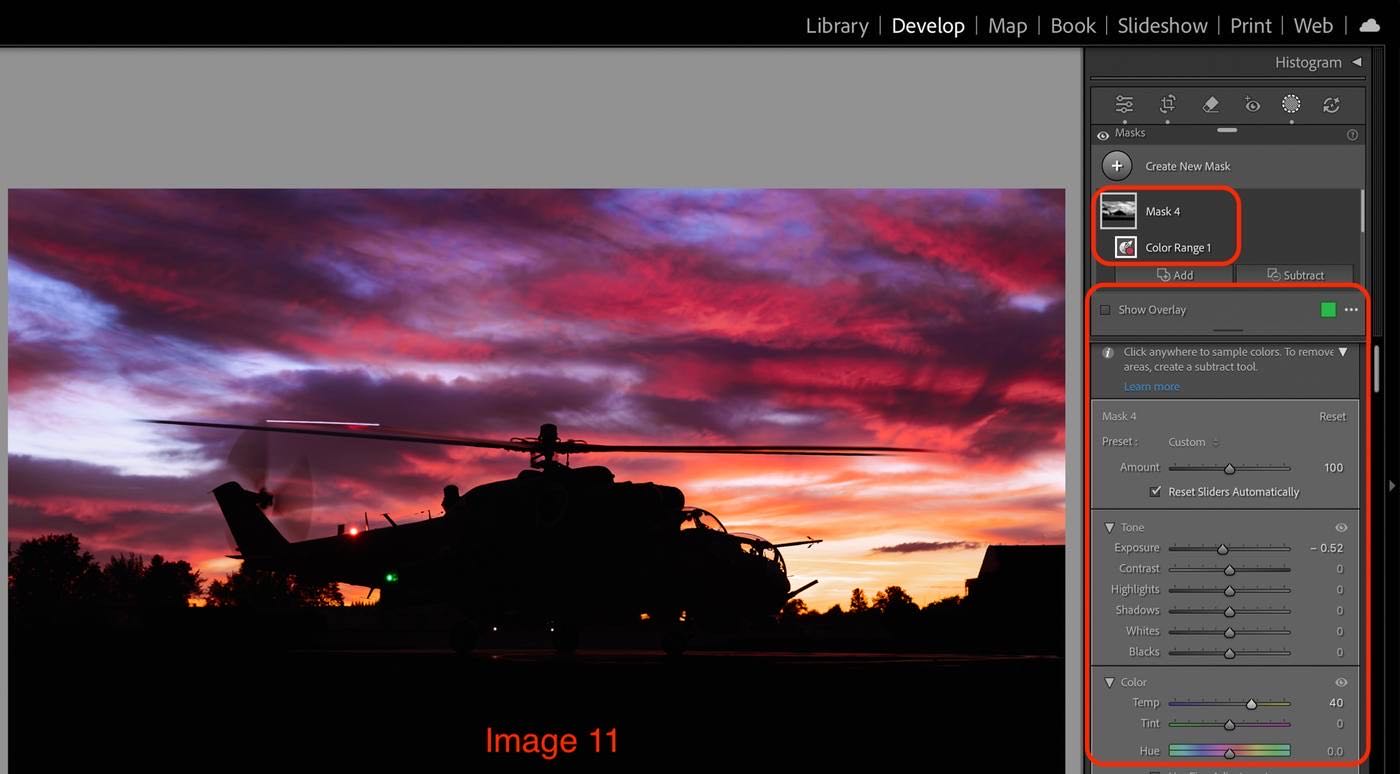 Library | Develop | Map | Book | Slideshow | Print | Web |
Histogram
Masks
Create New Mask
Mask 4
Color Range 1
Add Subtract
Show Overlay
Click anywhere to sample colors. To remove
areas, create a subtract tool.
Learn more
Mask 4 Reset
Preset : Custom
Amount 100
Reset Sliders Automatically
Tone
Exposure – 0.52
Contrast 0
Highlights 0
Shadows 0
Whites 0
Blacks 0
Color
Temp 40
Tint 0
Hue 0.0
Image 11